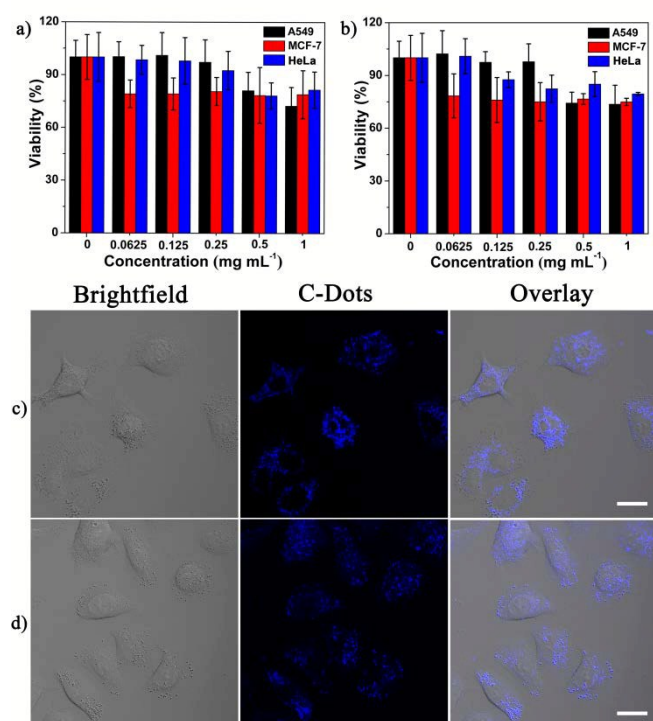 a)
120
90
60
30
0
Viability (%)
A549
MCF-7
HeLa
0 0.0625 0.125 0.25 0.5 1
Concentration (mg mL⁻¹)
b)
120
90
60
30
0
Viability (%)
A549
MCF-7
HeLa
0 0.0625 0.125 0.25 0.5 1
Concentration (mg mL⁻¹)
Brightfield C-Dots Overlay
c)
d)